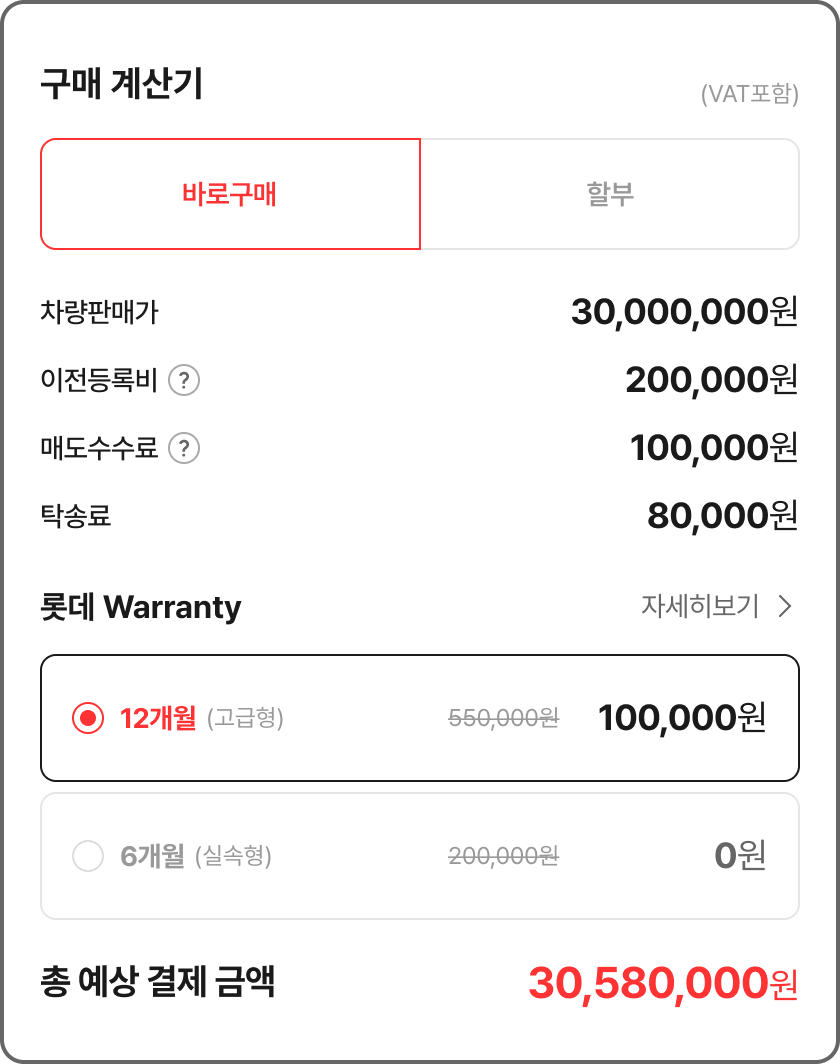 구매 계산기
(VAT포함)
바로구매 할부
차량판매가 30,000,000원
이전등록비 ? 200,000원
매도수수료 ? 100,000원
탁송료 80,000원
롯데 Warranty 자세히보기 >
12개월 (고급형) 550,000원 100,000원
6개월 (실속형) 200,000원 0원
총 예상 결제 금액 30,580,000원